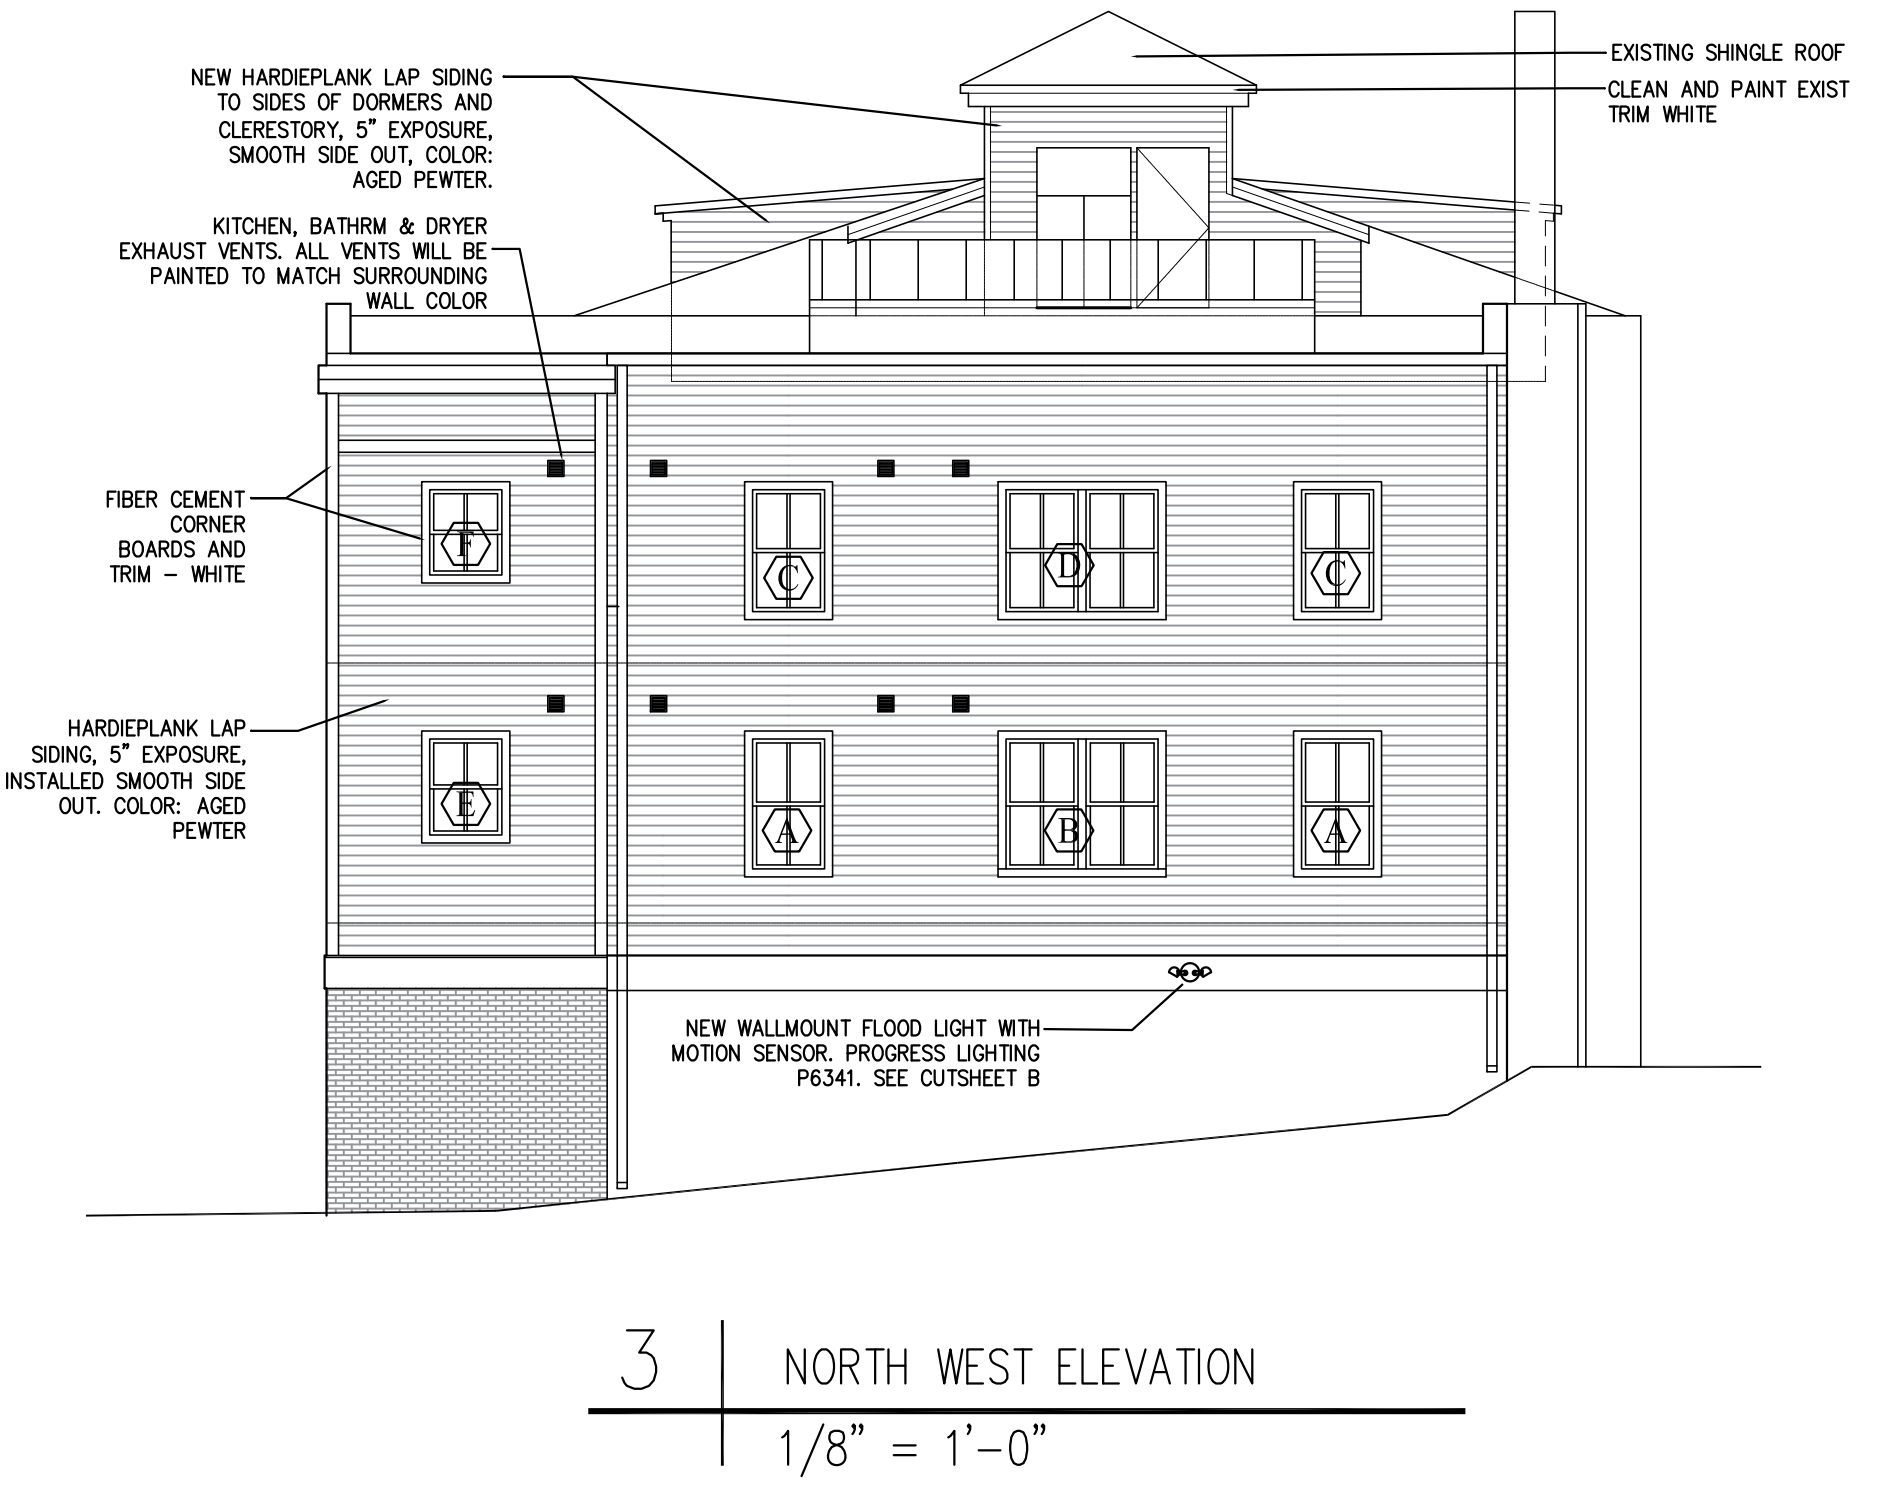 NEW HARDIEPLANK LAP SIDING
TO SIDES OF DORMERS AND
CLERESTORY, 5" EXPOSURE,
SMOOTH SIDE OUT, COLOR:
AGED PEWTER.
EXISTING SHINGLE ROOF
CLEAN AND PAINT EXIST
TRIM WHITE
KITCHEN, BATHRM & DRYER
EXHAUST VENTS. ALL VENTS WILL BE
PAINTED TO MATCH SURROUNDING
WALL COLOR
FIBER CEMENT
CORNER
BOARDS AND
TRIM – WHITE
F
C
D
C
HARDIEPLANK LAP
SIDING, 5" EXPOSURE,
INSTALLED SMOOTH SIDE
OUT. COLOR: AGED
PEWTER
E
A
B
A
NEW WALLMOUNT FLOOD LIGHT WITH
MOTION SENSOR. PROGRESS LIGHTING
P6341. SEE CUTSHEET B
3
NORTH WEST ELEVATION
1/8" = 1'-0"